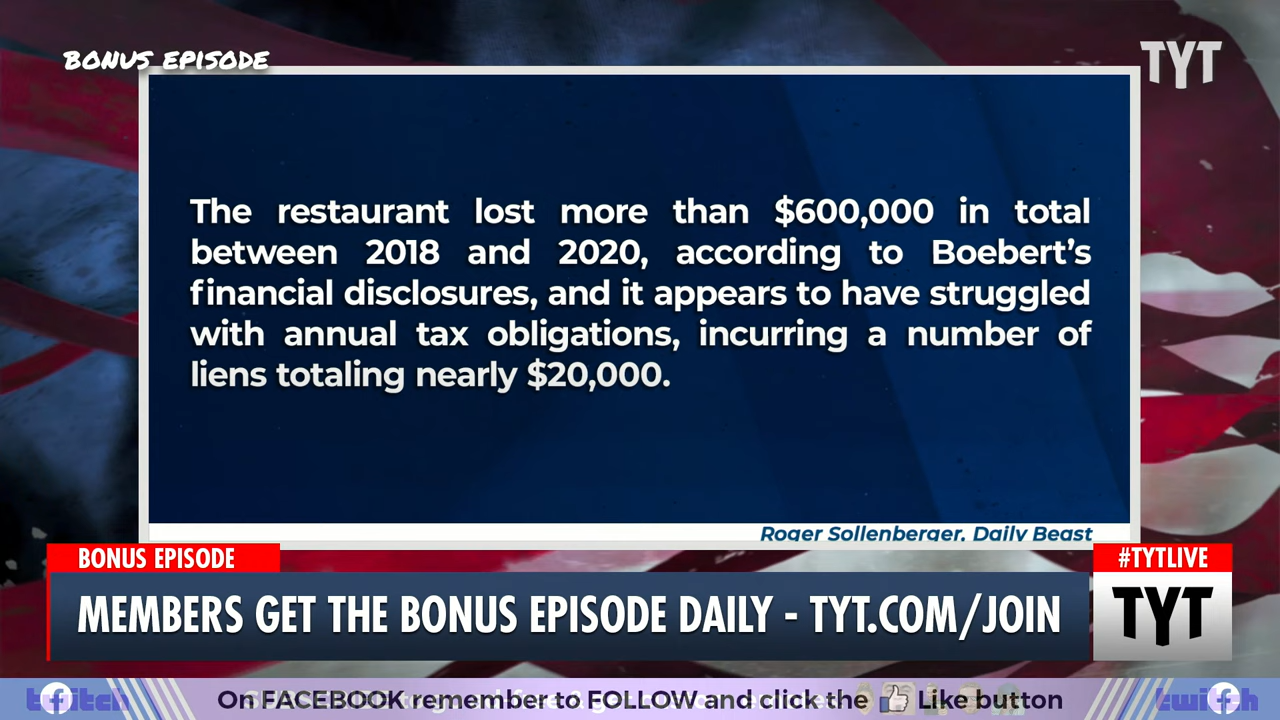 BONUS EPISODE
TYT
The restaurant lost more than $600,000 in total
between 2018 and 2020, according to Boebert's
financial disclosures, and it appears to have struggled
with annual tax obligations, incurring a number of
liens totaling nearly $20,000.
Roger Sollenberger, Daily Beast
BONUS EPISODE
#TYTLIVE
MEMBERS GET THE BONUS EPISODE DAILY - TYT.COM/JOIN
TYT
twitch
On FACEBOOK remember to FOLLOW and click the Like button
twitch